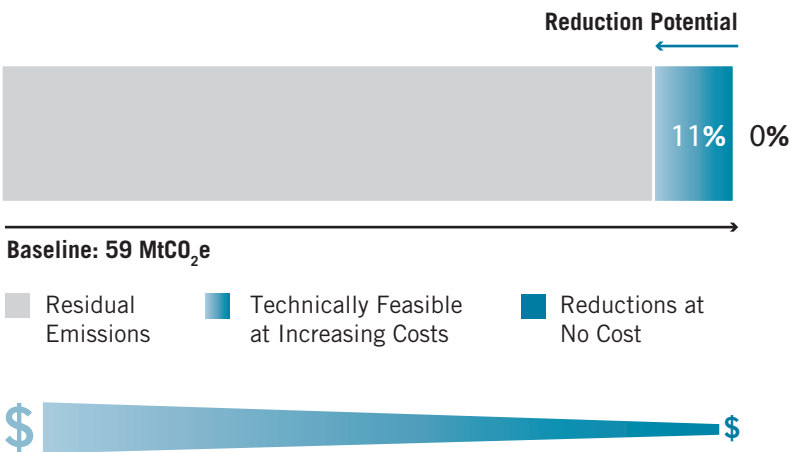 Reduction Potential
11% 0%
Baseline: 59 MtCO₂e
Residual Emissions
Technically Feasible at Increasing Costs
Reductions at No Cost
$ $